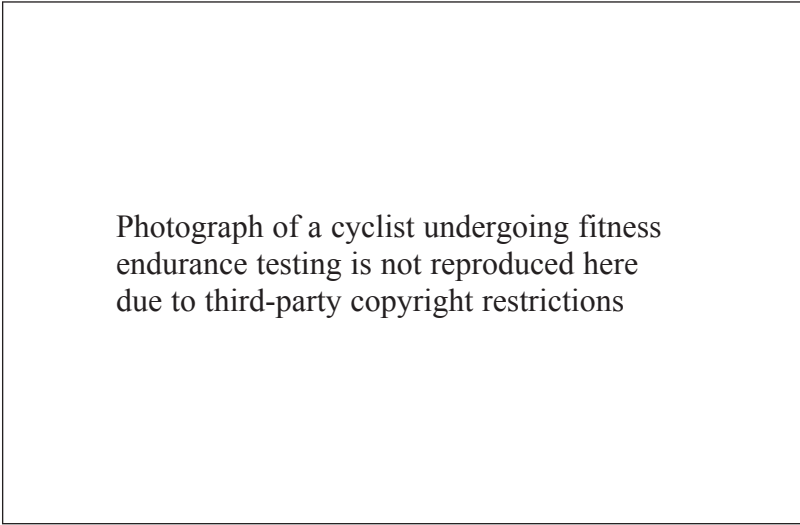 Photograph of a cyclist undergoing fitness
endurance testing is not reproduced here
due to third-party copyright restrictions